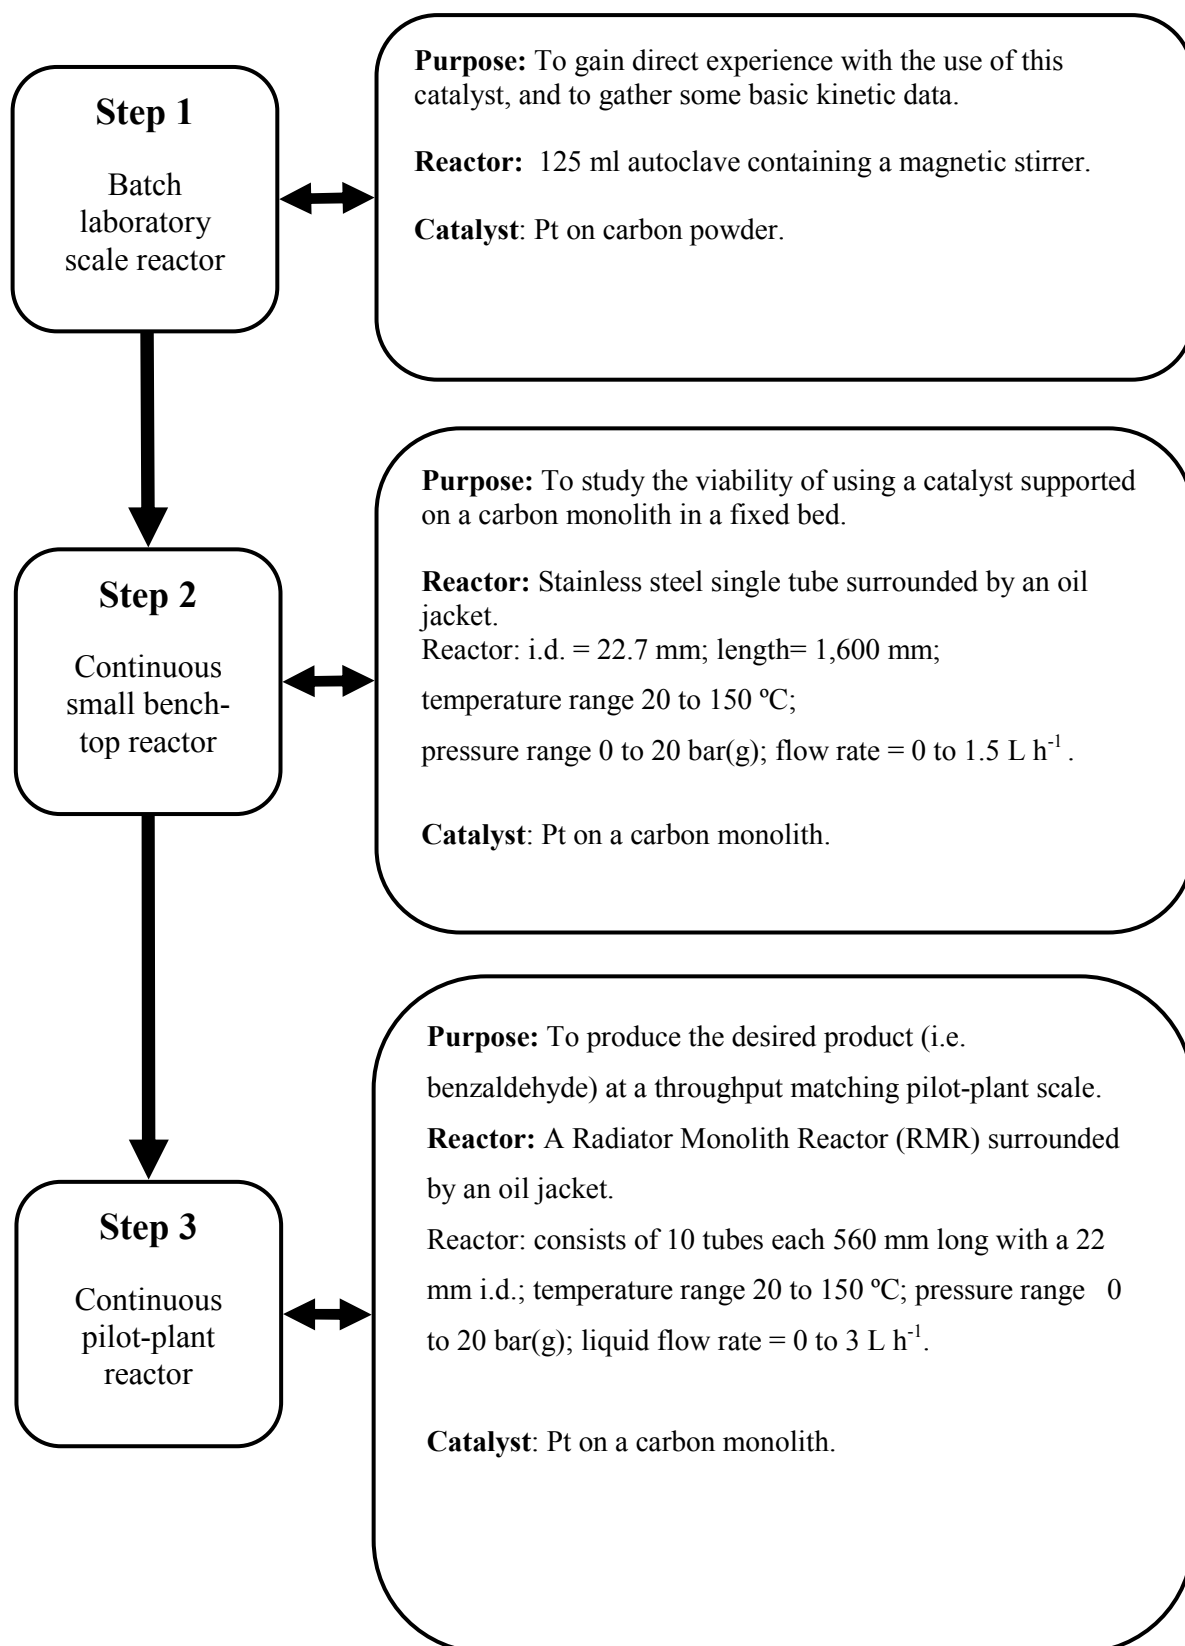 Step 1
Batch
laboratory
scale reactor
Purpose: To gain direct experience with the use of this
catalyst, and to gather some basic kinetic data.
Reactor: 125 ml autoclave containing a magnetic stirrer.
Catalyst: Pt on carbon powder.
Step 2
Continuous
small bench-
top reactor
Purpose: To study the viability of using a catalyst supported
on a carbon monolith in a fixed bed.
Reactor: Stainless steel single tube surrounded by an oil
jacket.
Reactor: i.d. = 22.7 mm; length= 1,600 mm;
temperature range 20 to 150 ºC;
pressure range 0 to 20 bar(g); flow rate = 0 to 1.5 L h⁻¹ .
Catalyst: Pt on a carbon monolith.
Step 3
Continuous
pilot-plant
reactor
Purpose: To produce the desired product (i.e.
benzaldehyde) at a throughput matching pilot-plant scale.
Reactor: A Radiator Monolith Reactor (RMR) surrounded
by an oil jacket.
Reactor: consists of 10 tubes each 560 mm long with a 22
mm i.d.; temperature range 20 to 150 ºC; pressure range 0
to 20 bar(g); liquid flow rate = 0 to 3 L h⁻¹.
Catalyst: Pt on a carbon monolith.